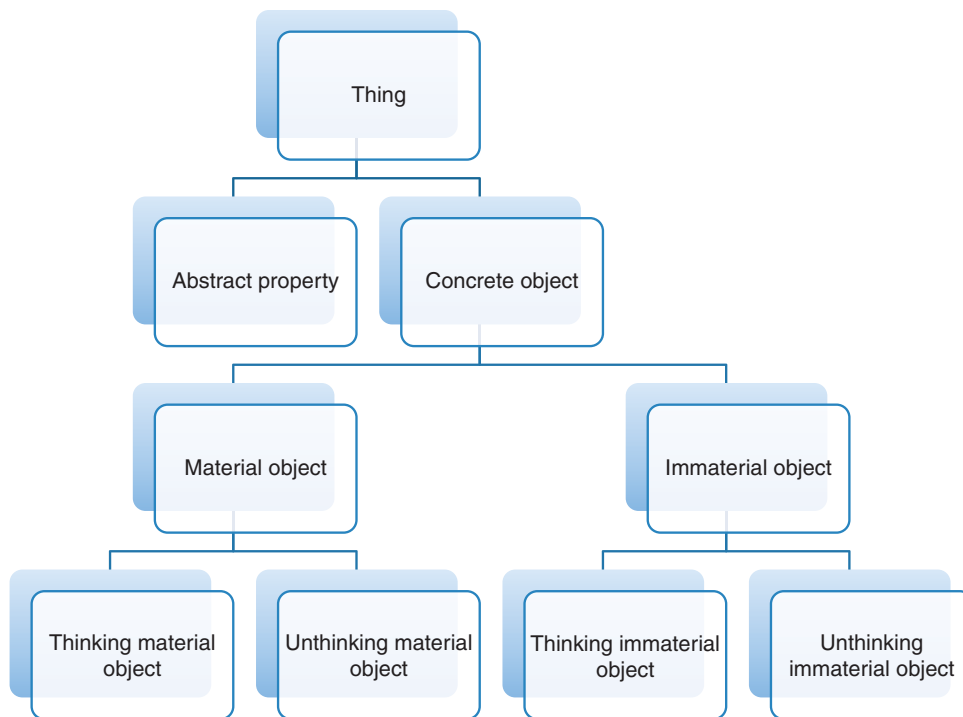 Thing
Abstract property
Concrete object
Material object
Immaterial object
Thinking material
object
Unthinking material
object
Thinking immaterial
object
Unthinking
immaterial object